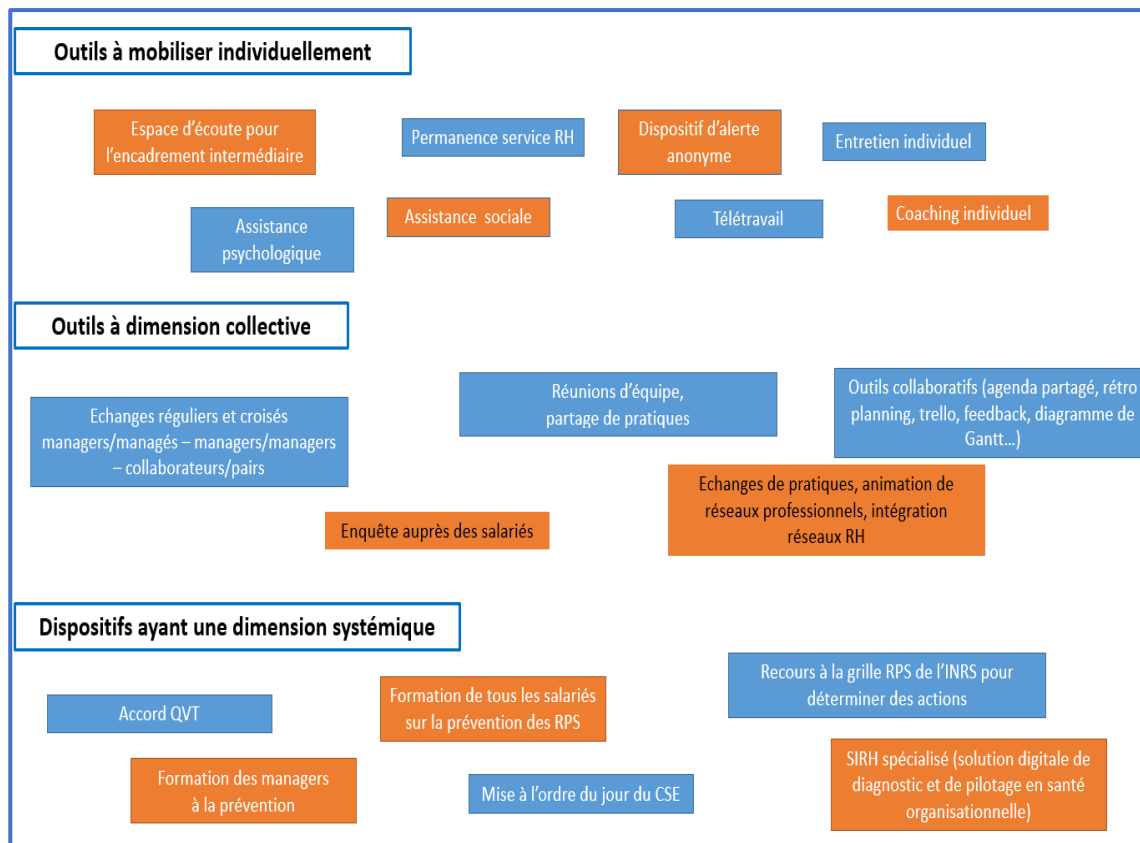 Outils à mobiliser individuellement
Espace d'écoute pour
l'encadrement intermédiaire
Permanence service RH
Dispositif d'alerte
anonyme
Entretien individuel
Assistance
psychologique
Assistance sociale
Télétravail
Coaching individuel
Outils à dimension collective
Echanges réguliers et croisés
managers/managés – managers/managers
– collaborateurs/pairs
Réunions d'équipe,
partage de pratiques
Outils collaboratifs (agenda partagé, rétro
planning, trello, feedback, diagramme de
Gantt...)
Enquête auprès des salariés
Echanges de pratiques, animation de
réseaux professionnels, intégration
réseaux RH
Dispositifs ayant une dimension systémique
Accord QVT
Formation de tous les salariés
sur la prévention des RPS
Recours à la grille RPS de l'INRS pour
déterminer des actions
Formation des managers
à la prévention
Mise à l'ordre du jour du CSE
SIRH spécialisé (solution digitale de
diagnostic et de pilotage en santé
organisationnelle)